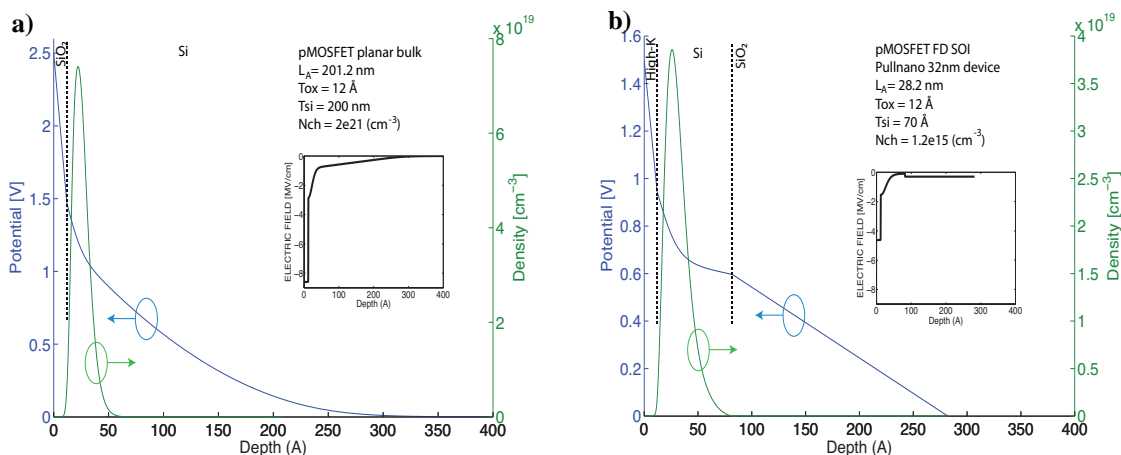 a)
x 10^19
SiO2
Si
pMOSFET planar bulk
LA= 201.2 nm
Tox = 12 Å
Tsi = 200 nm
Nch = 2e21 (cm^-3)
Potential [V]
2.5
2
1.5
1
0.5
0
Density [cm^-3]
8
6
4
2
0
ELECTRIC FIELD [MV/cm]
0
−2
−4
−6
−8
0 100 200 300 400
Depth (A)
0 50 100 150 200 250 300 350 400
Depth (A)
b)
x 10^19
High-K
Si
SiO2
pMOSFET FD SOI
Pullnano 32nm device
LA= 28.2 nm
Tox = 12 Å
Tsi = 70 Å
Nch = 1.2e15 (cm^-3)
Potential [V]
1.6
1.4
1.2
1
0.8
0.6
0.4
0.2
0
Density [cm^-3]
4
3.5
3
2.5
2
1.5
1
0.5
0
ELECTRIC FIELD [MV/cm]
0
−2
−4
−6
−8
0 100 200 300 400
Depth (A)
0 50 100 150 200 250 300 350 400
Depth (A)